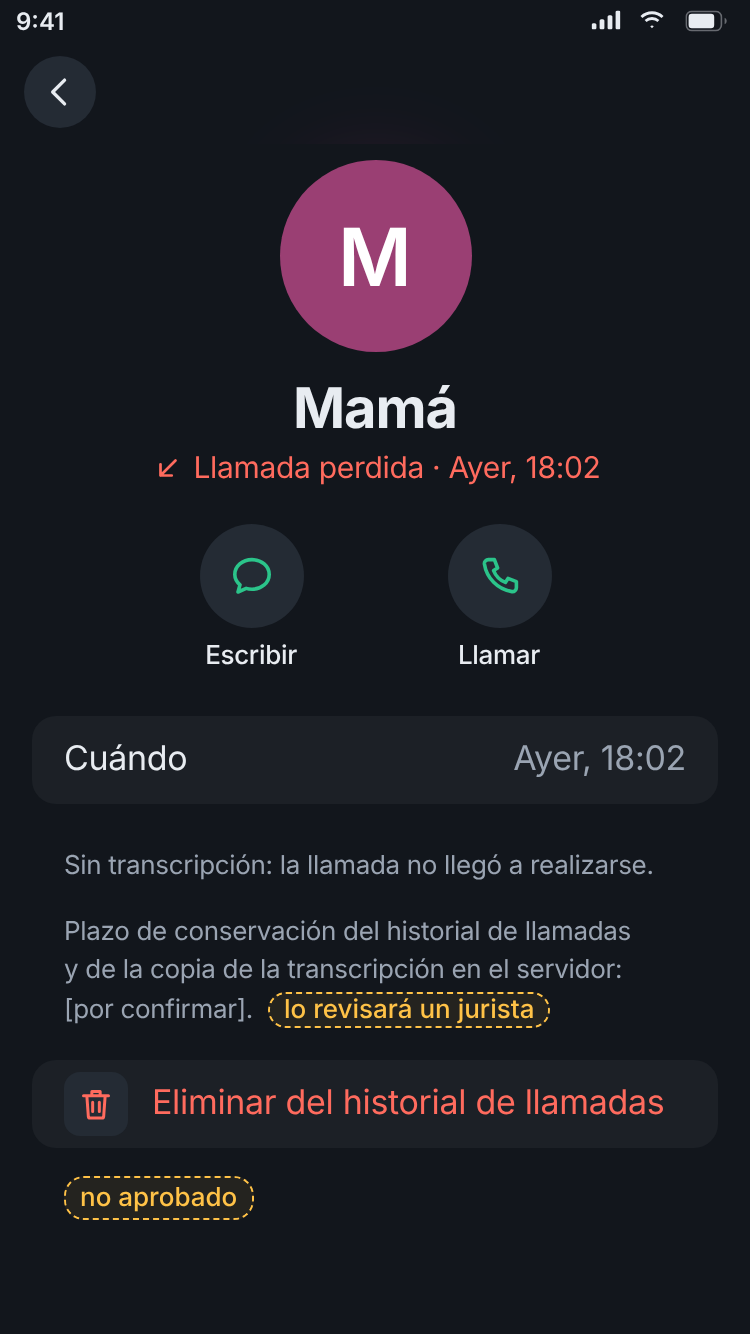 9:41
M
Mamá
Llamada perdida · Ayer, 18:02
Escribir
Llamar
Cuándo
Ayer, 18:02
Sin transcripción: la llamada no llegó a realizarse.
Plazo de conservación del historial de llamadas
y de la copia de la transcripción en el servidor:
[por confirmar]. lo revisará un jurista
Eliminar del historial de llamadas
no aprobado